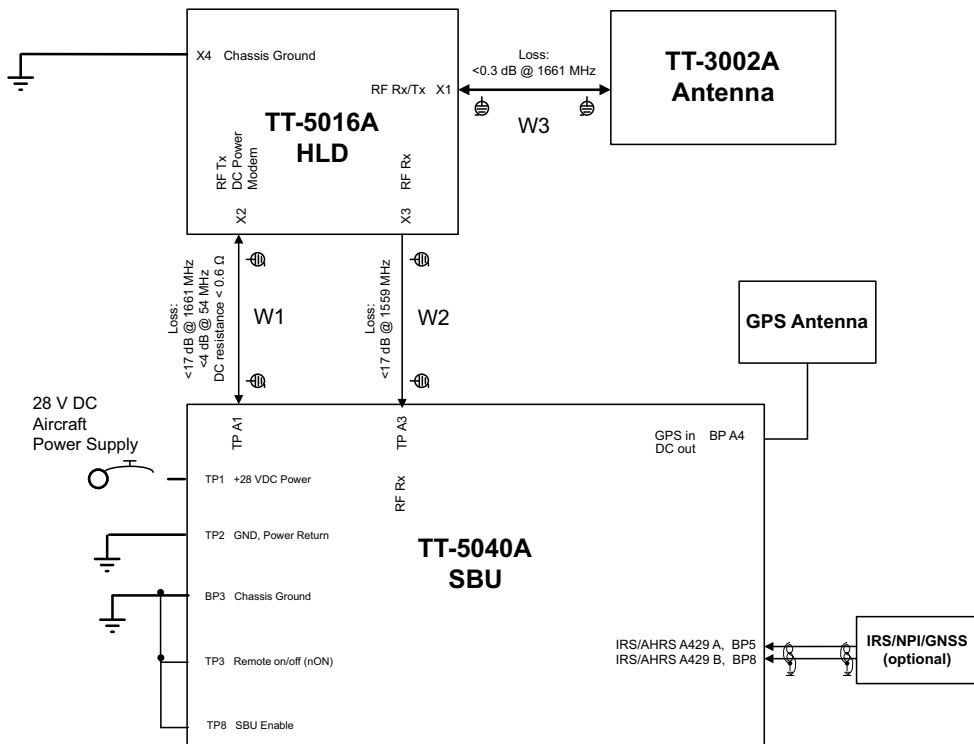 X4 Chassis Ground
RF Rx/Tx X1
TT-5016A
HLD
RF Tx
DC Power
Modem
X2
RF Rx
X3
Loss:
<0.3 dB @ 1661 MHz
W3
TT-3002A
Antenna
Loss:
<17 dB @ 1661 MHz
<4 dB @ 54 MHz
DC resistance < 0.6 Ω
W1
Loss:
<17 dB @ 1559 MHz
W2
GPS Antenna
28 V DC
Aircraft
Power Supply
TP A1
TP A3
RF Rx
GPS in BP A4
DC out
TP1 +28 VDC Power
TP2 GND, Power Return
TT-5040A
SBU
BP3 Chassis Ground
TP3 Remote on/off (nON)
TP8 SBU Enable
IRS/AHRS A429 A, BP5
IRS/AHRS A429 B, BP8
IRS/NPI/GNSS
(optional)